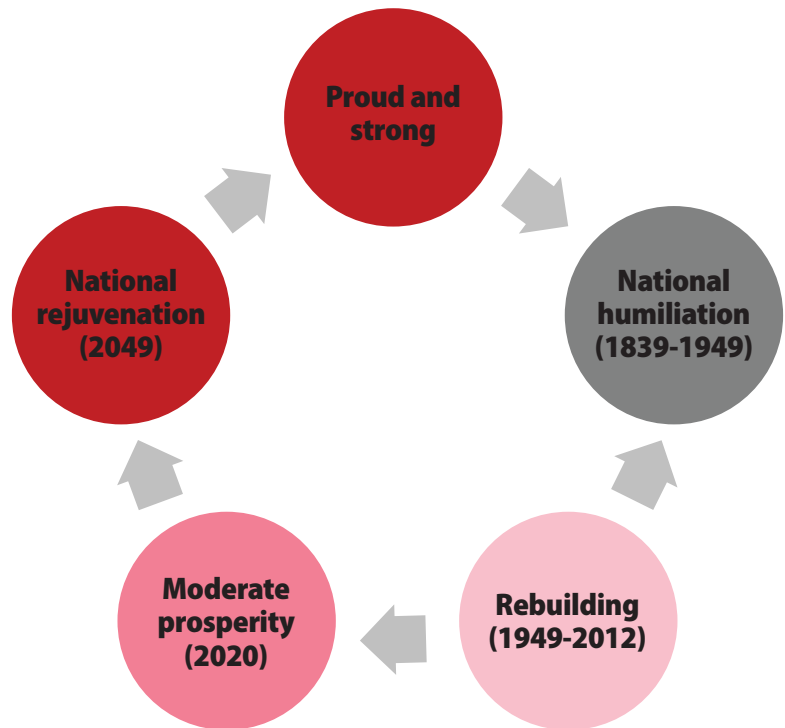 Proud and
strong
National
humiliation
(1839-1949)
Rebuilding
(1949-2012)
Moderate
prosperity
(2020)
National
rejuvenation
(2049)